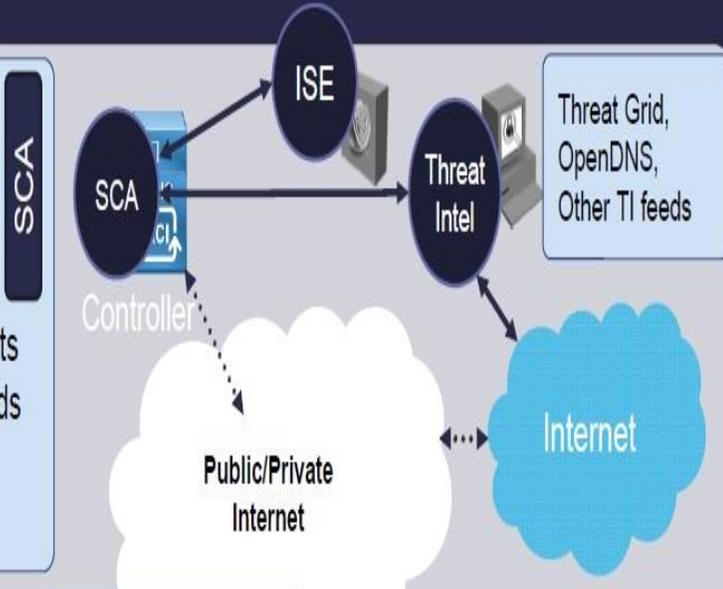 SCA
ts
ds
ISE
SCA
Controller
Threat
Intel
Threat Grid,
OpenDNS,
Other TI feeds
Public/Private
Internet
Internet